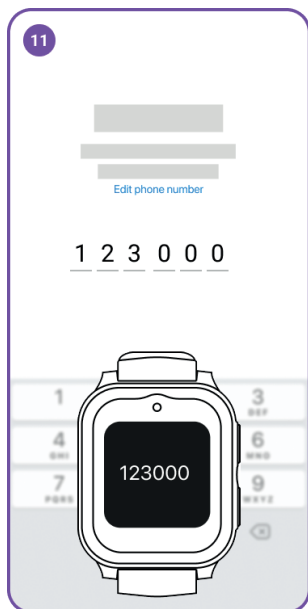 11
Edit phone number
1 2 3 0 0 0
1 3
DEF
4 6
GHI MNO
123000
7 9
PQRS WXYZ